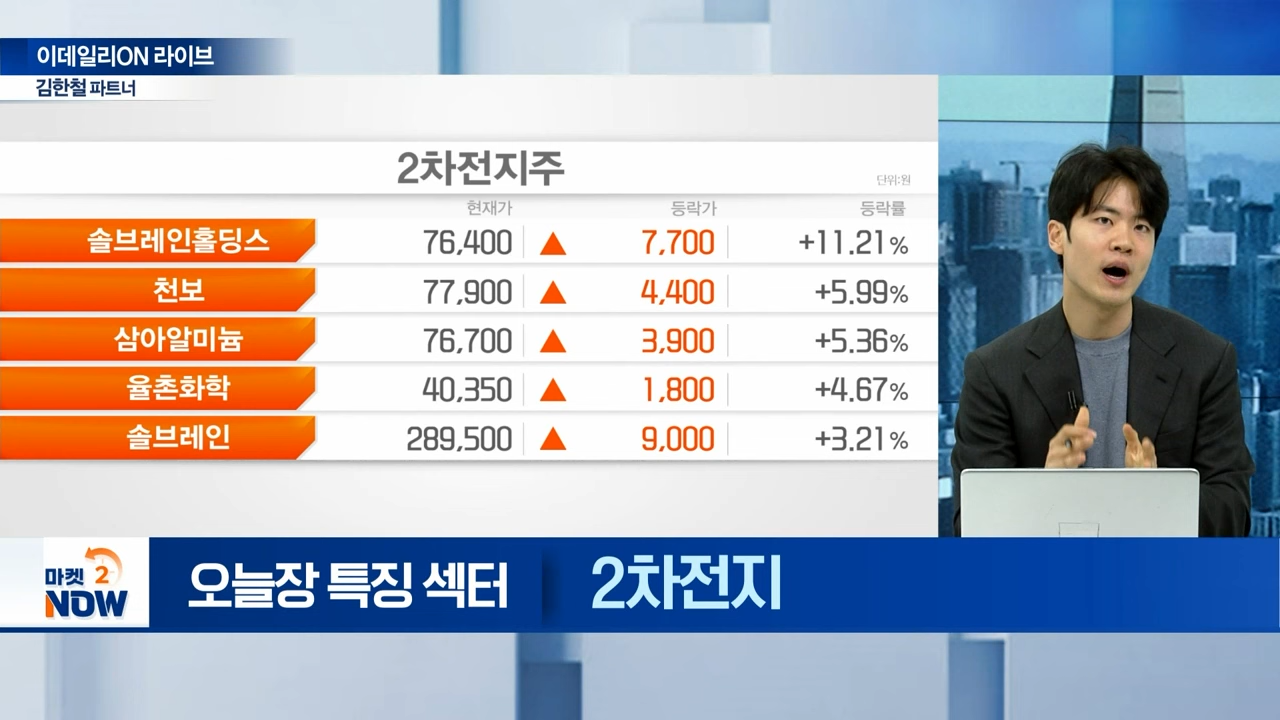 이데일리ON 라이브
김한철 파트너
2차전지주
단위:원
현재가 등락가 등락률
솔브레인홀딩스 76,400 ▲ 7,700 +11.21%
천보 77,900 ▲ 4,400 +5.99%
삼아알미늄 76,700 ▲ 3,900 +5.36%
율촌화학 40,350 ▲ 1,800 +4.67%
솔브레인 289,500 ▲ 9,000 +3.21%
마켓 2
NOW
오늘장 특징 섹터 2차전지